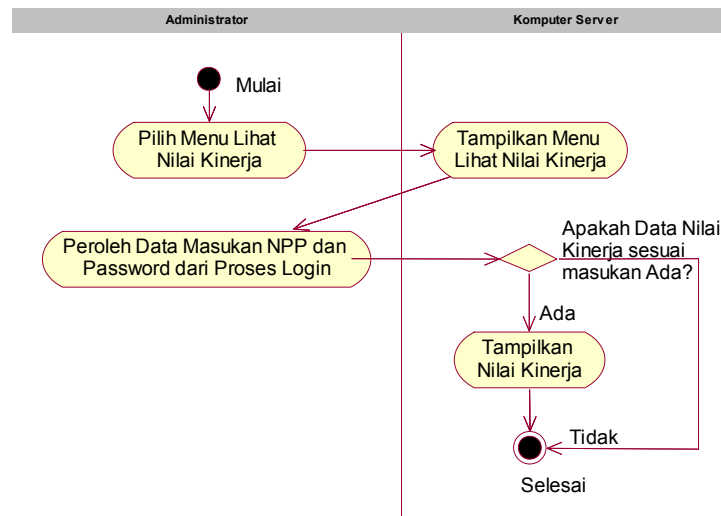 Administrator
Komputer Server
Mulai
Pilih Menu Lihat
Nilai Kinerja
Tampilkan Menu
Lihat Nilai Kinerja
Peroleh Data Masukan NPP dan
Password dari Proses Login
Apakah Data Nilai
Kinerja sesuai
masukan Ada?
Ada
Tampilkan
Nilai Kinerja
Tidak
Selesai